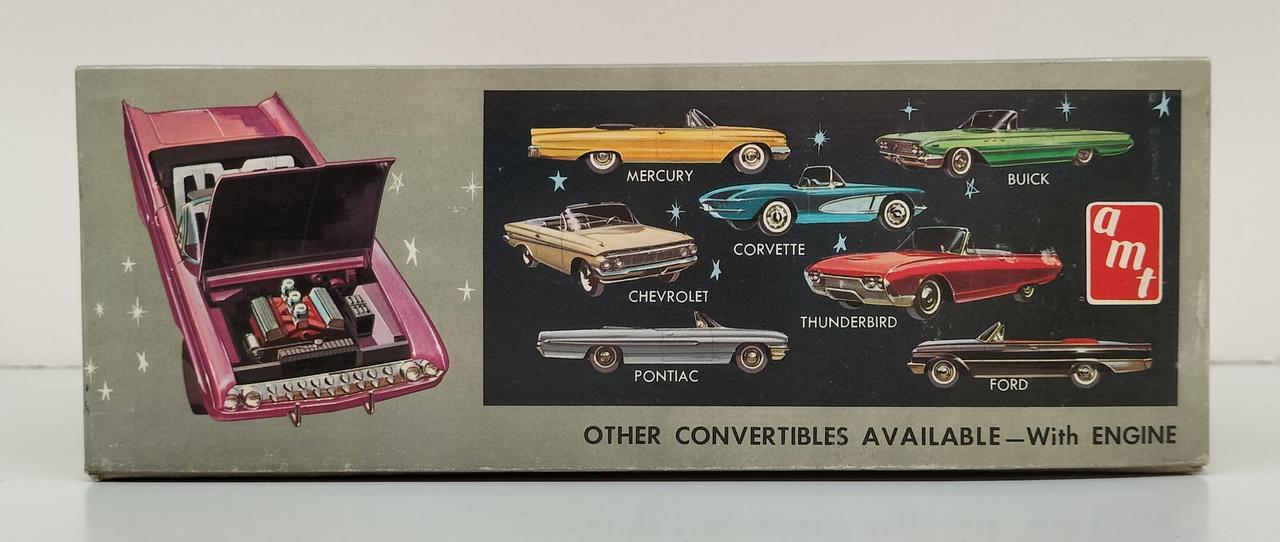 MERCURY
BUICK
CORVETTE
CHEVROLET
THUNDERBIRD
PONTIAC
FORD
amt
OTHER CONVERTIBLES AVAILABLE—With ENGINE